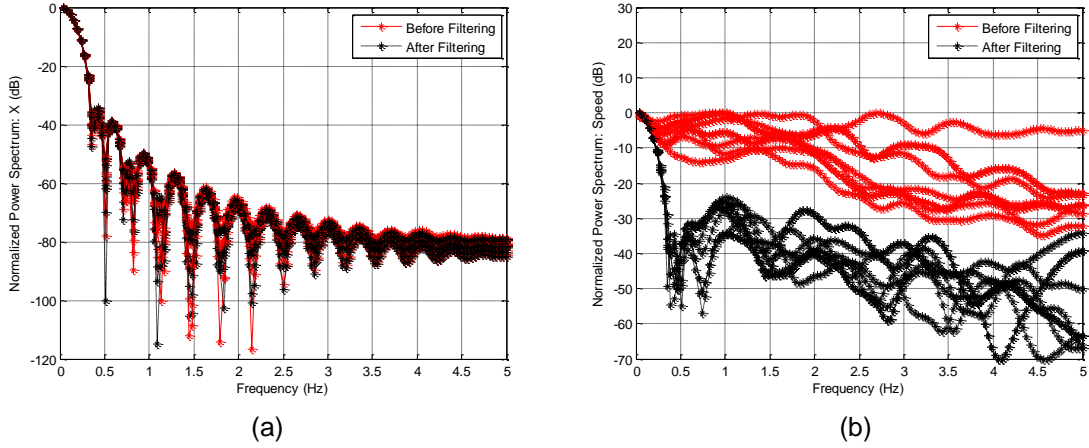 Normalized Power Spectrum: X (dB)
0
-20
-40
-60
-80
-100
-120
Before Filtering
After Filtering
0 0.5 1 1.5 2 2.5 3 3.5 4 4.5 5
Frequency (Hz)
(a)
Normalized Power Spectrum: Speed (dB)
30
20
10
0
-10
-20
-30
-40
-50
-60
-70
Before Filtering
After Filtering
0 0.5 1 1.5 2 2.5 3 3.5 4 4.5 5
Frequency (Hz)
(b)